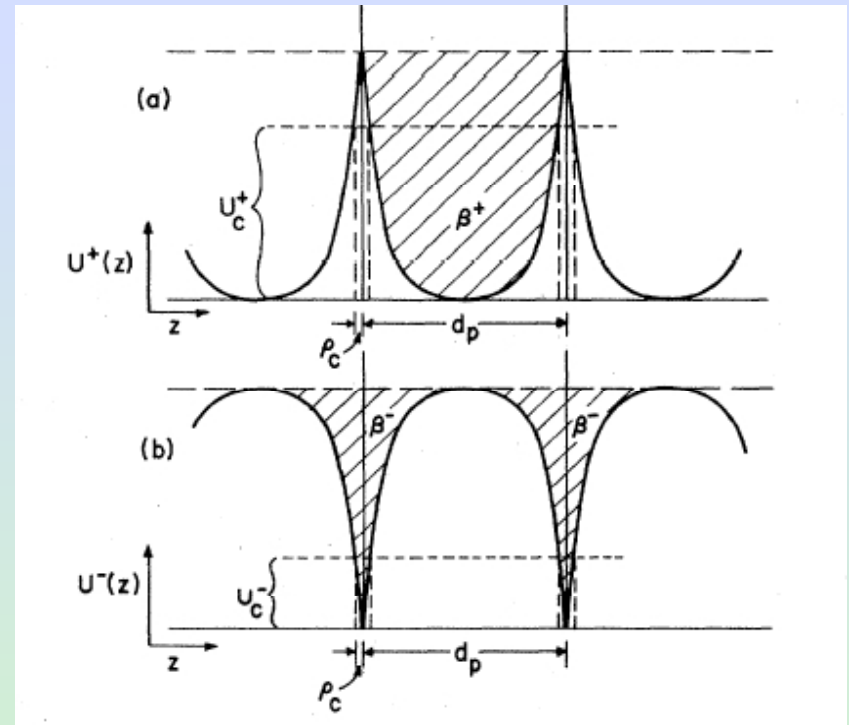 (a)
U_c^+
β^+
U^+(z)
z
ρ_c
d_p
(b)
β^-
β^-
U^-(z)
U_c^-
z
ρ_c
d_p